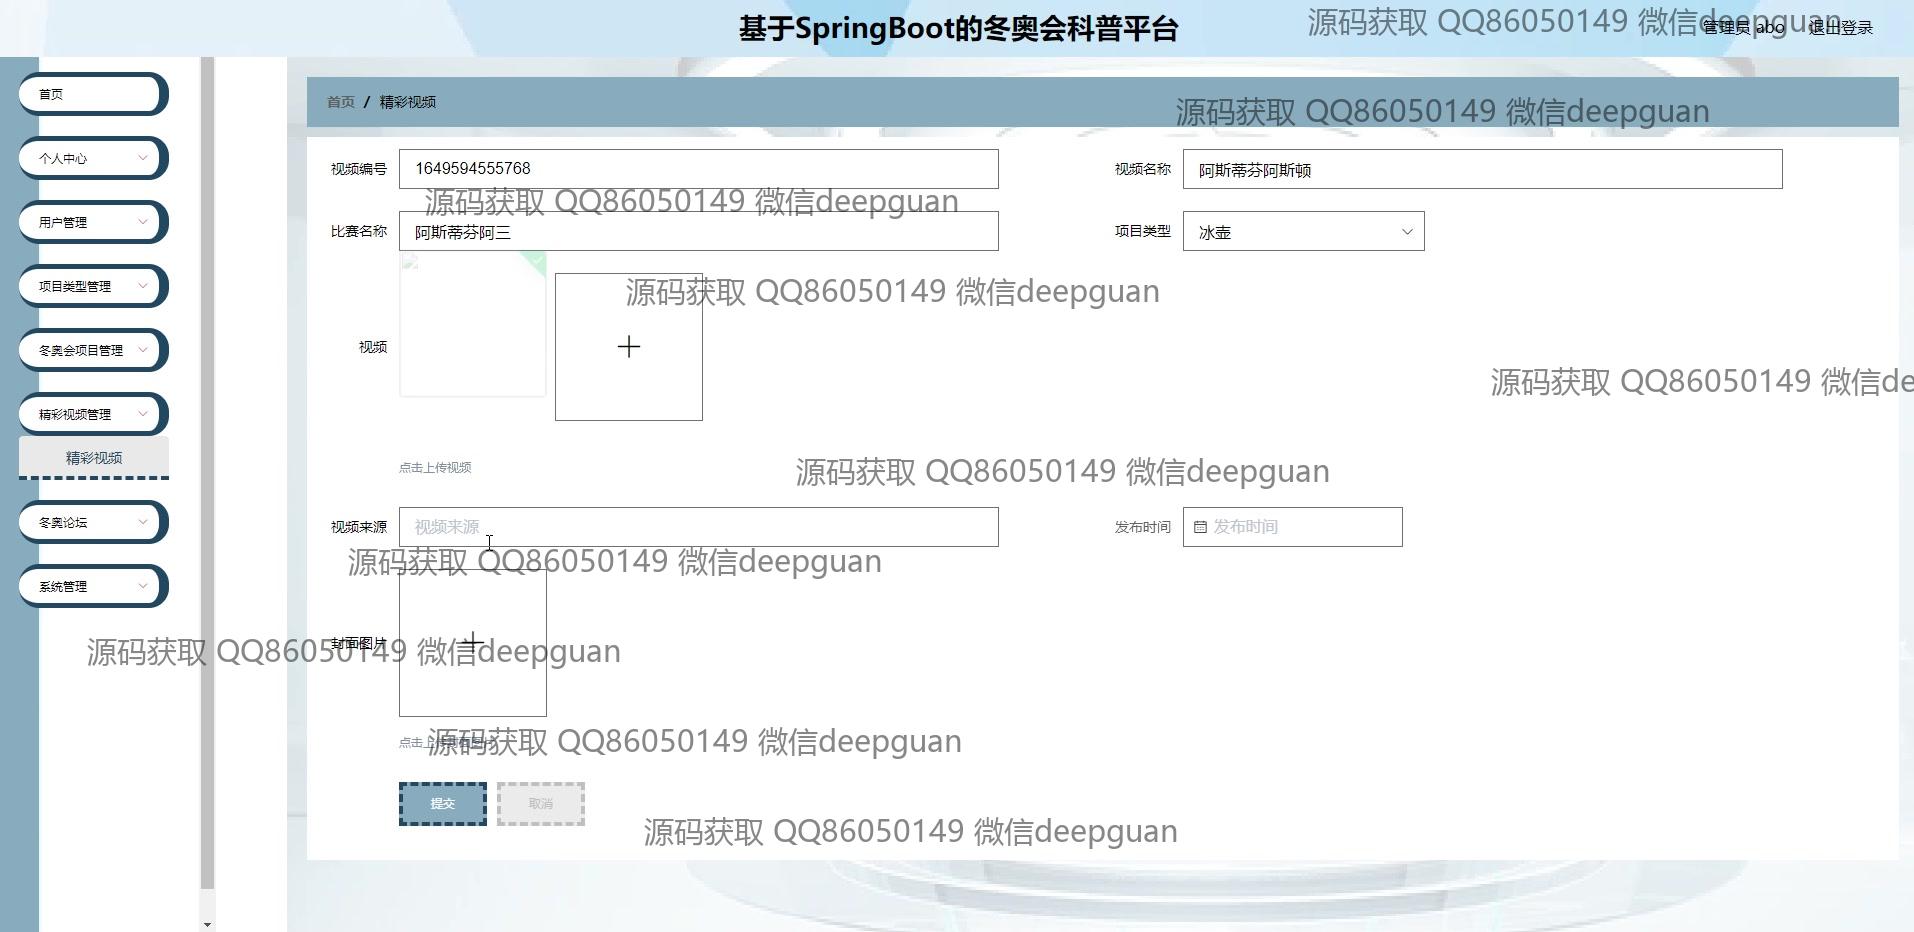 基于SpringBoot的冬奥会科普平台
源码获取 QQ86050149 微信deepguan
管理员 abo
退出登录
首页
个人中心
用户管理
项目类型管理
冬奥会项目管理
精彩视频管理
精彩视频
冬奥论坛
系统管理
首页 / 精彩视频
源码获取 QQ86050149 微信deepguan
视频编号 1649594555768
视频名称 阿斯蒂芬阿斯顿
源码获取 QQ86050149 微信deepguan
比赛名称 阿斯蒂芬阿三
项目类型 冰壶
源码获取 QQ86050149 微信deepguan
视频
源码获取 QQ86050149 微信de
点击上传视频
源码获取 QQ86050149 微信deepguan
视频来源 视频来源
发布时间 发布时间
源码获取 QQ86050149 微信deepguan
封面图片
源码获取 QQ86050149 微信deepguan
点击上传封面图片
源码获取 QQ86050149 微信deepguan
提交
取消
源码获取 QQ86050149 微信deepguan